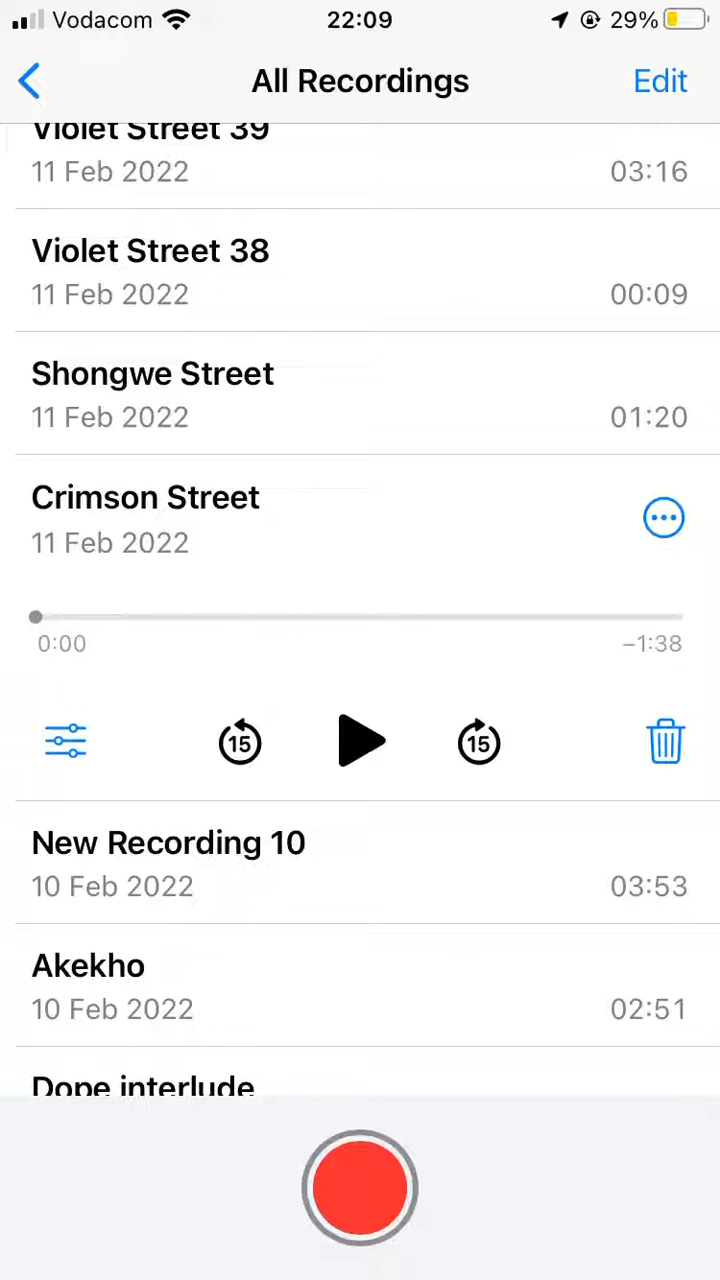 Vodacom 22:09 29%
All Recordings Edit
Violet Street 39
11 Feb 2022 03:16
Violet Street 38
11 Feb 2022 00:09
Shongwe Street
11 Feb 2022 01:20
Crimson Street
11 Feb 2022
0:00 −1:38
15 15
New Recording 10
10 Feb 2022 03:53
Akekho
10 Feb 2022 02:51
Dope interlude